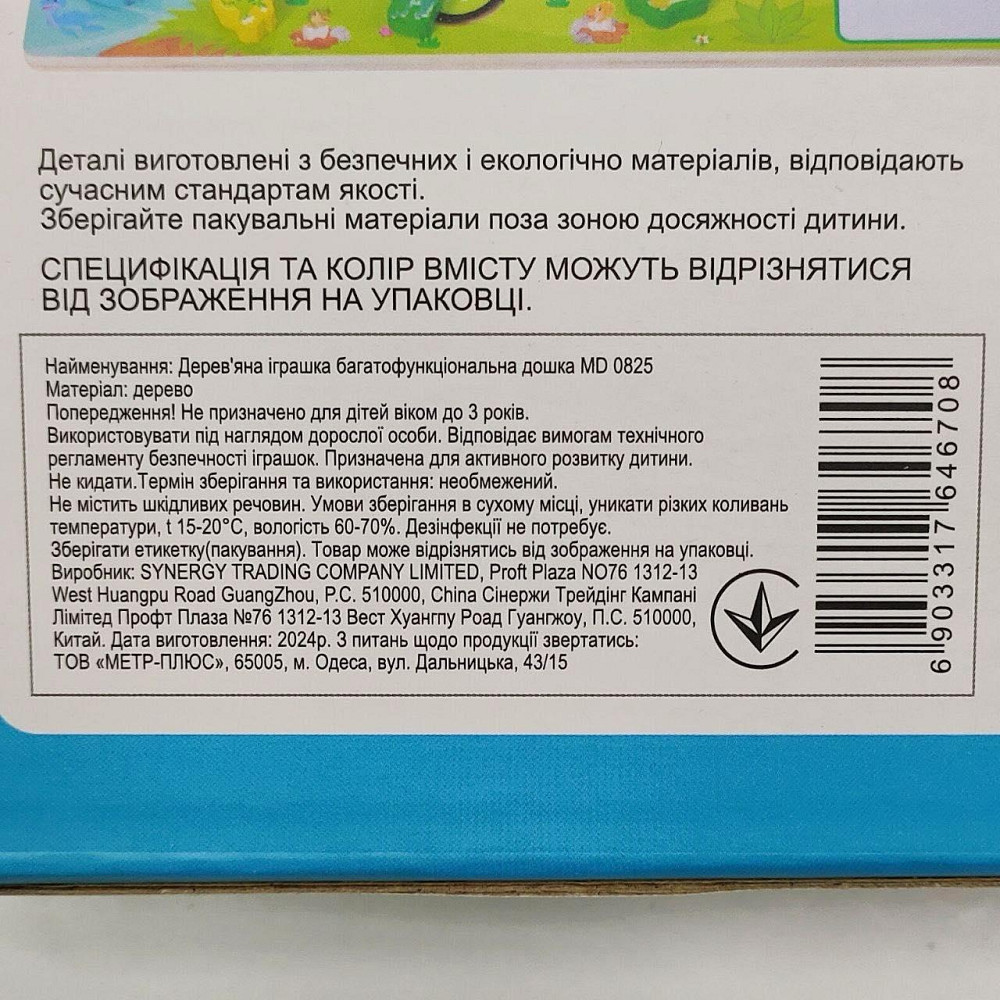 Деталі виготовлені з безпечних і екологічно матеріалів, відповідають
сучасним стандартам якості.
Зберігайте пакувальні матеріали поза зоною досяжності дитини.
СПЕЦИФІКАЦІЯ ТА КОЛІР ВМІСТУ МОЖУТЬ ВІДРІЗНЯТИСЯ
ВІД ЗОБРАЖЕННЯ НА УПАКОВЦІ.
Найменування: Дерев'яна іграшка багатофункціональна дошка MD 0825
Матеріал: дерево
Попередження! Не призначено для дітей віком до 3 років.
Використовувати під наглядом дорослої особи. Відповідає вимогам технічного
регламенту безпечності іграшок. Призначена для активного розвитку дитини.
Не кидати.Термін зберігання та використання: необмежений.
Не містить шкідливих речовин. Умови зберігання в сухому місці, уникати різких коливань
температури, t 15-20°C, вологість 60-70%. Дезінфекції не потребує.
Зберігати етикетку(пакування). Товар може відрізнятись від зображення на упаковці.
Виробник: SYNERGY TRADING COMPANY LIMITED, Proft Plaza NO76 1312-13
West Huangpu Road GuangZhou, P.C. 510000, China Сінержи Трейдінг Кампані
Лімітед Профт Плаза №76 1312-13 Вест Хуангпу Роад Гуангжоу, П.С. 510000,
Китай. Дата виготовлення: 2024р. З питань щодо продукції звертатись:
ТОВ «МЕТР-ПЛЮС», 65005, м. Одеса, вул. Дальницька, 43/15
6 903317 646708